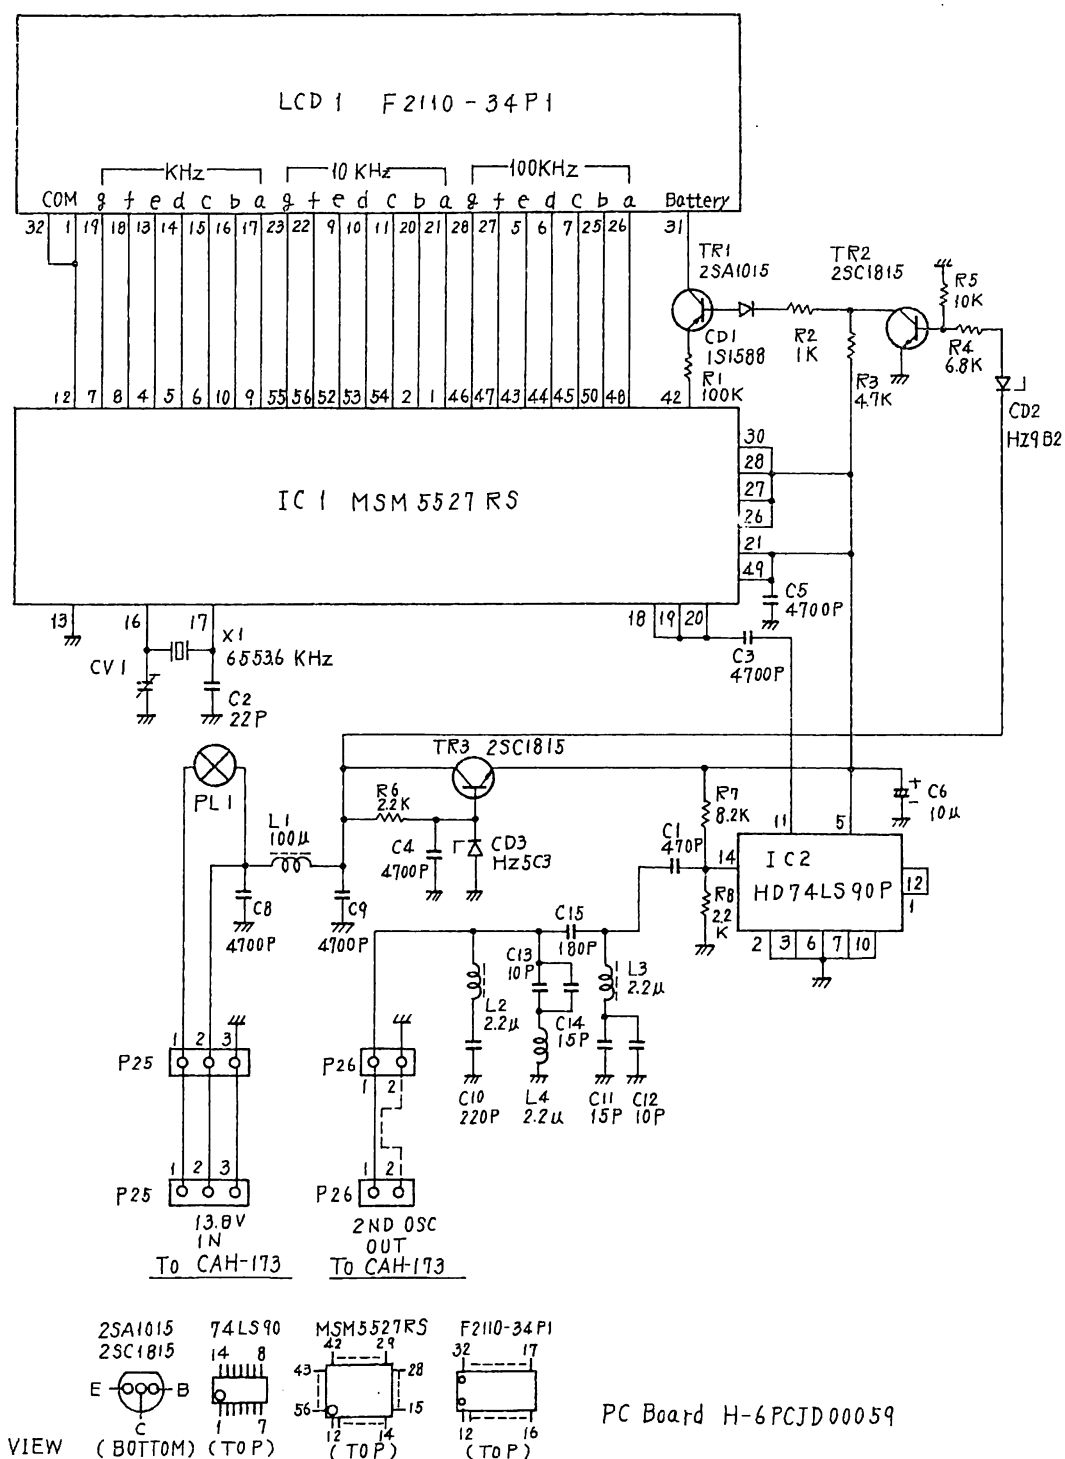 LCD 1 F2110-34P1
KHz 10 KHz 100KHz
COM g f e d c b a g f e d c b a g f e d c b a Battery
32 1 19 18 13 14 15 16 17 23 22 9 10 11 20 21 28 27 5 6 7 25 26 31
TR1
2SA1015
TR2
2SC1815
R5
10K
CD1
1S1588
R2
1K
R4
6.8K
R1
100K
R3
4.7K
CD2
HZ9B2
12 7 8 4 5 6 10 9 55 56 52 53 54 2 1 46 47 43 44 45 50 48 42
IC1 MSM5527RS
30
28
27
26
21
49
C5
4700P
13 16 17 18 19 20
X1
6553.6 KHz
CV1
C2
22P
C3
4700P
TR3 2SC1815
PL1
R6
2.2K
R7
8.2K
C6
+
-
10μ
L1
100μ
C4
4700P
CD3
Hz5C3
C1
470P
11 5
14
IC2
HD74LS90P
12
1
2 3 6 7 10
C8
4700P
C9
4700P
R8
2.2
K
C15
180P
C13
10P
L3
2.2μ
L2
2.2μ
C14
15P
P25
1 2 3
P26
1 2
C10
220P
L4
2.2μ
C11
15P
C12
10P
P25
1 2 3
P26
1 2
13.8V
IN
To CAH-173
2ND OSC
OUT
To CAH-173
2SA1015
2SC1815
E B
C
(BOTTOM)
74LS90
14 8
1 7
(TOP)
MSM5527RS
42 29
43 28
56 15
12 14
(TOP)
F2110-34P1
32 17
12 16
(TOP)
VIEW
PC Board H-6PCJD00059